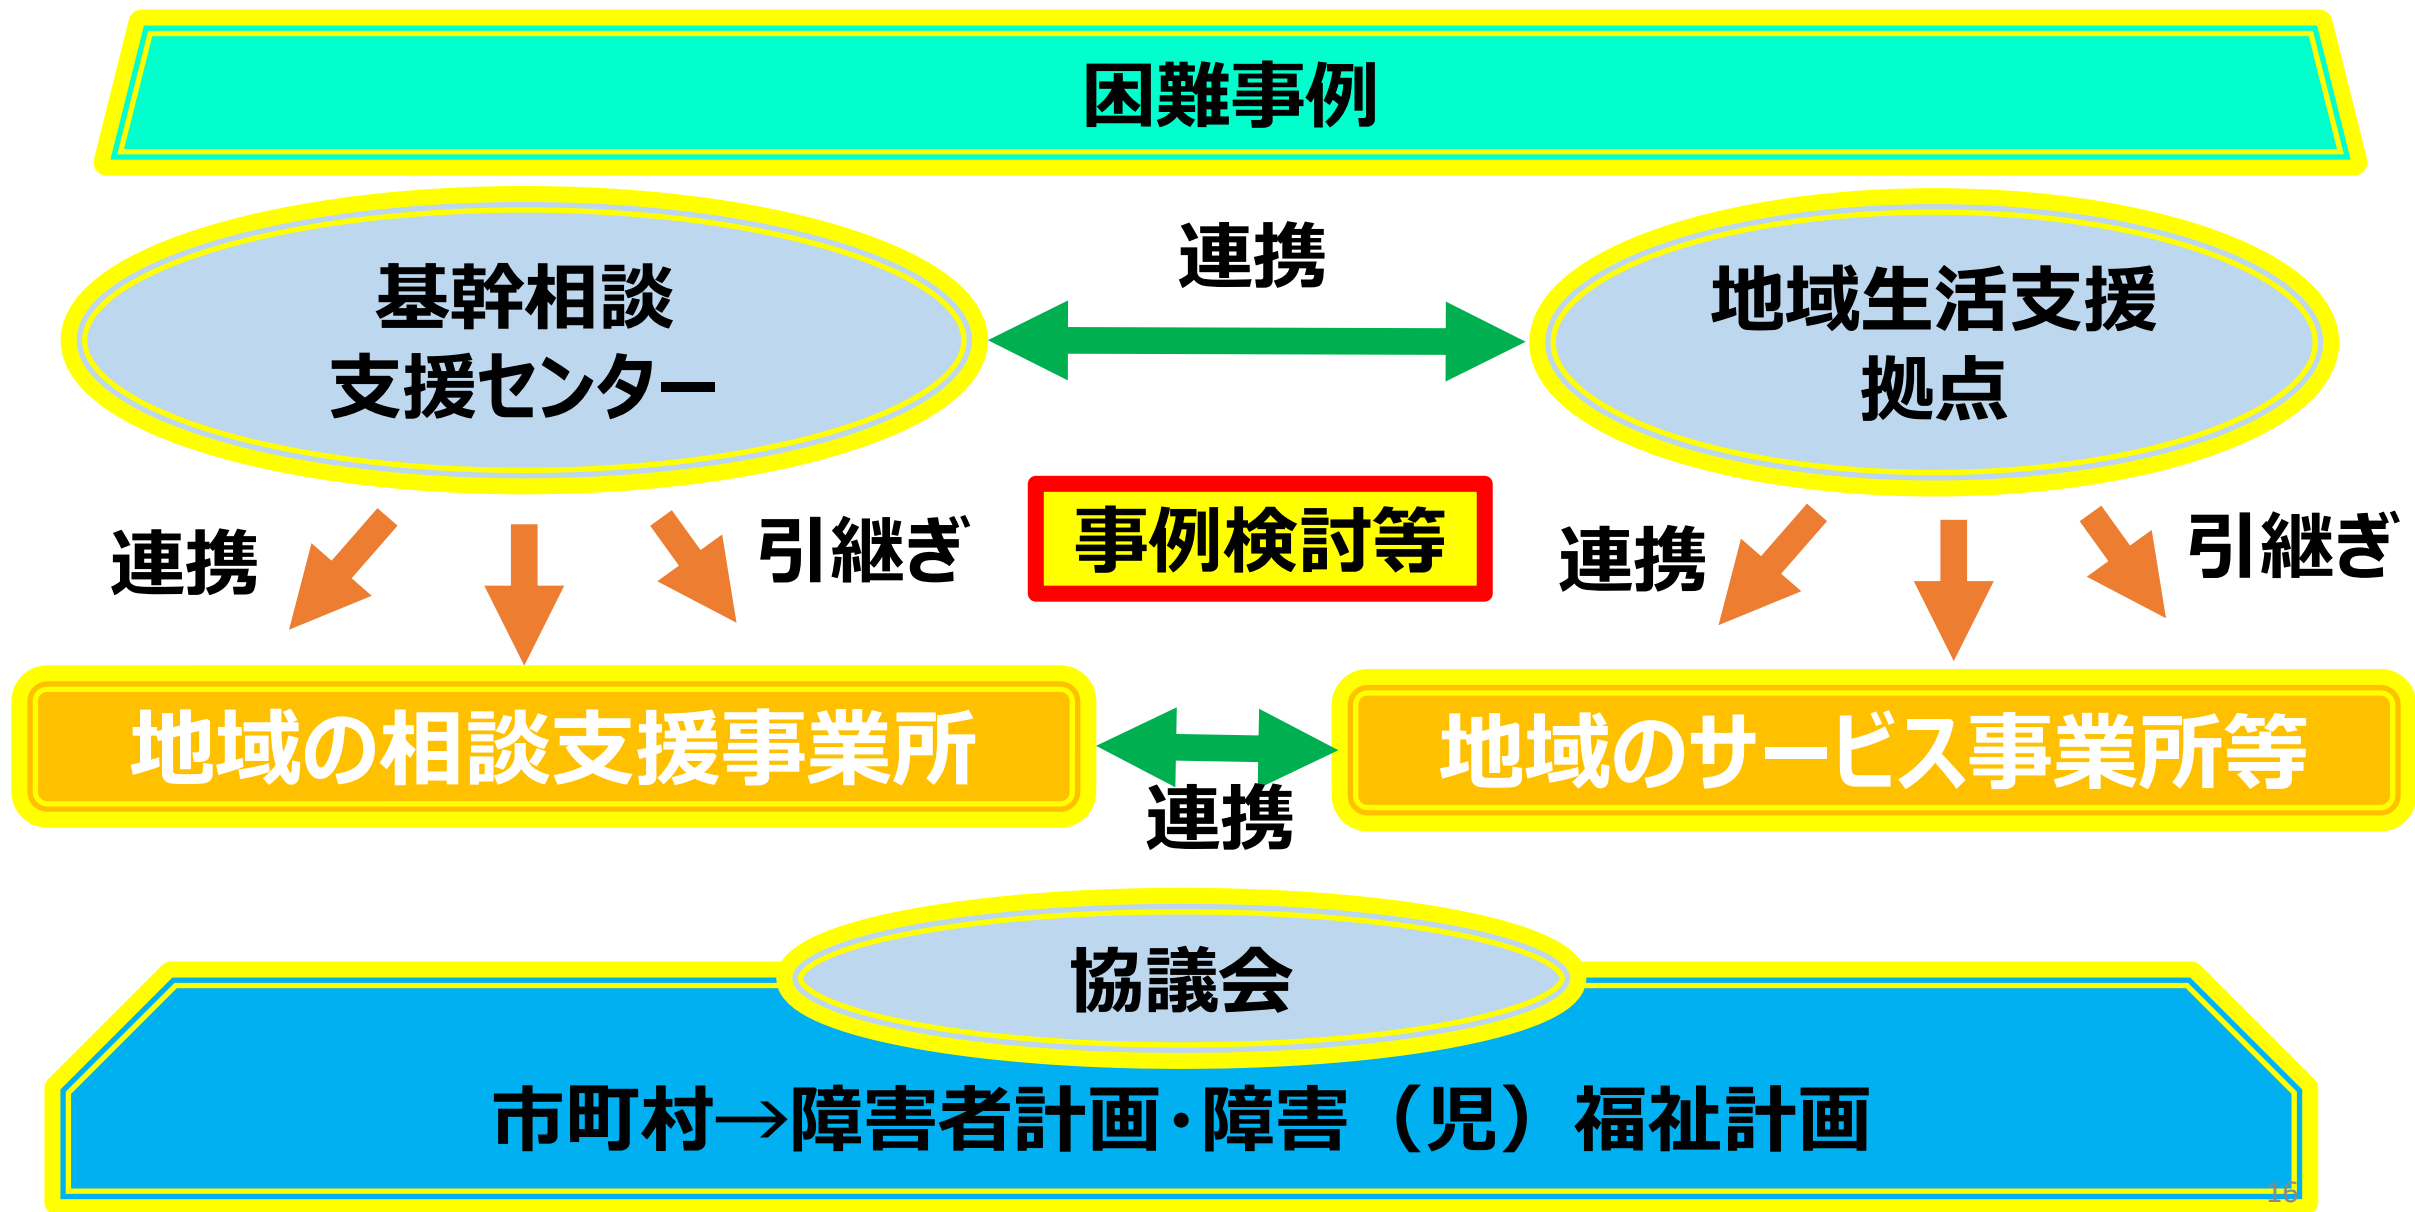 困難事例
連携
基幹相談
支援センター
地域生活支援
拠点
連携
引継ぎ
事例検討等
連携
引継ぎ
地域の相談支援事業所
地域のサービス事業所等
連携
協議会
市町村→障害者計画・障害（児）福祉計画
16